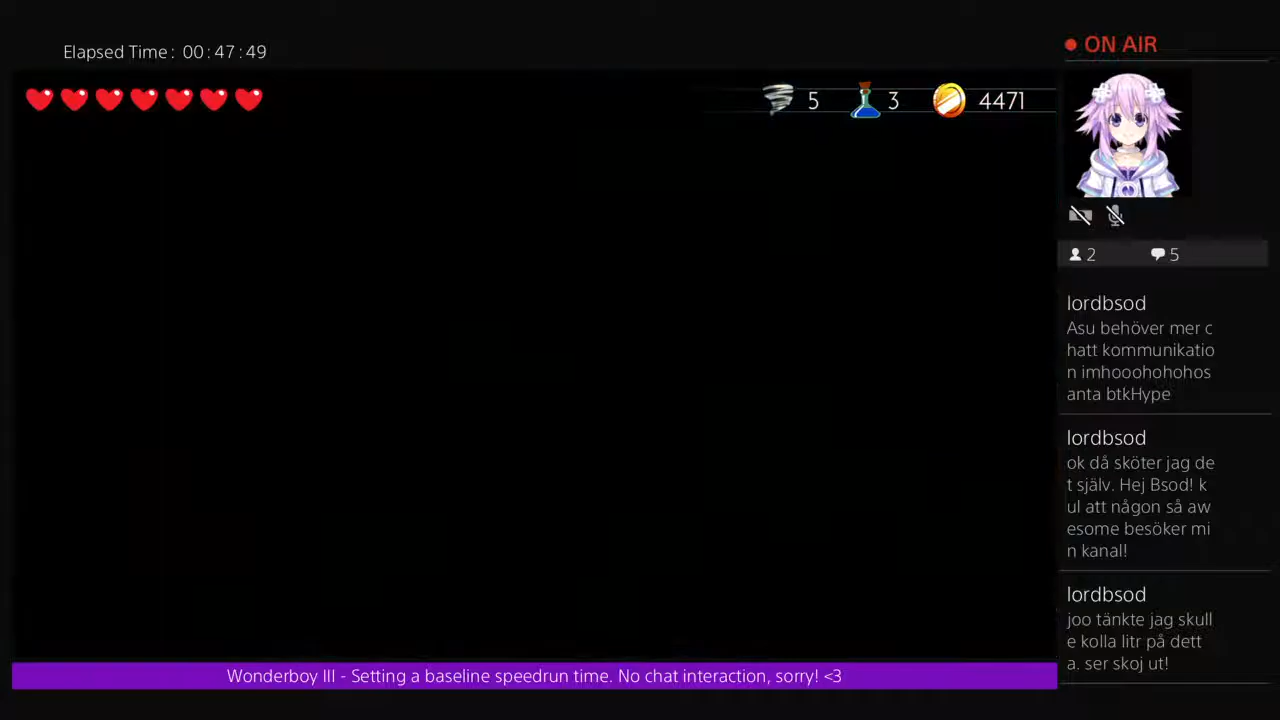 Elapsed Time: 00:47:49
ON AIR
5 3 4471
2 5
lordbsod
Asu behöver mer c
hatt kommunikatio
n imhooohohohos
anta btkHype
lordbsod
ok då sköter jag de
t själv. Hej Bsod! k
ul att någon så aw
esome besöker mi
n kanal!
lordbsod
joo tänkte jag skull
e kolla litr på dett
a. ser skoj ut!
Wonderboy III - Setting a baseline speedrun time. No chat interaction, sorry! <3